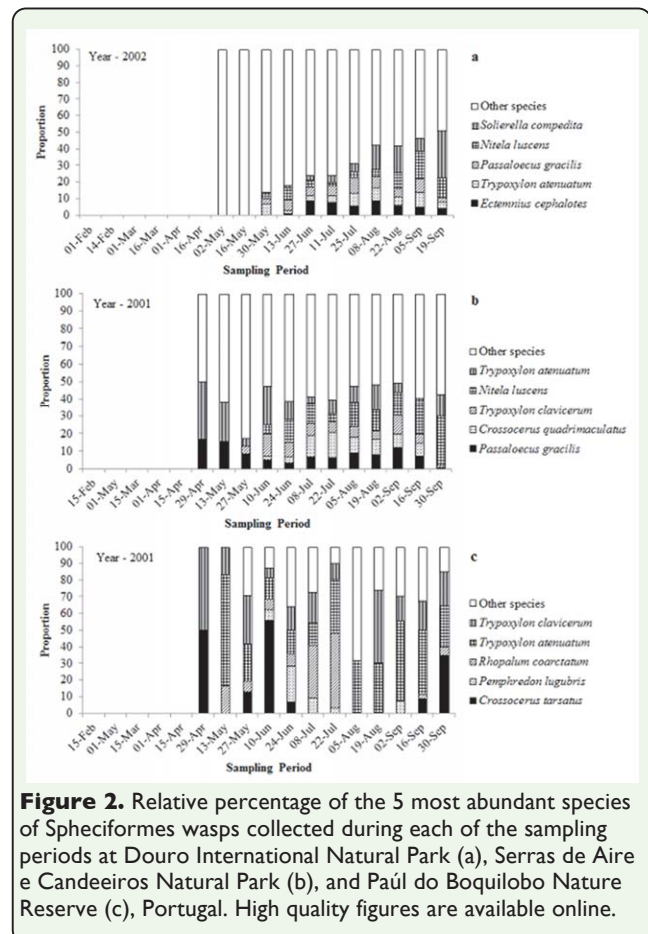 Year - 2002
a
100
90
80
70
60
50
40
30
20
10
0
Proportion
Other species
Solierella compedita
Nitela luscens
Passaloecus gracilis
Trypoxylon atenuatum
Ectemnius cephalotes
01-Feb
14-Feb
01-Mar
16-Mar
01-Apr
16-Apr
02-May
16-May
30-May
13-Jun
27-Jun
11-Jul
25-Jul
08-Aug
22-Aug
05-Sep
19-Sep
Sampling Period
Year - 2001
b
100
90
80
70
60
50
40
30
20
10
0
Proportion
Other species
Trypoxylon atenuatum
Nitela luscens
Trypoxylon clavicerum
Crossocerus quadrimaculatus
Passaloecus gracilis
15-Feb
01-May
15-Mar
01-Apr
15-Apr
29-Apr
13-May
27-May
10-Jun
24-Jun
08-Jul
22-Jul
05-Aug
19-Aug
02-Sep
16-Sep
30-Sep
Sampling Period
Year - 2001
c
100
90
80
70
60
50
40
30
20
10
0
Proportion
Other species
Trypoxylon clavicerum
Trypoxylon atenuatum
Rhopalum coarctatum
Pemphredon lugubris
Crossocerus tarsatus
15-Feb
01-May
15-Mar
01-Apr
15-Apr
29-Apr
13-May
27-May
10-Jun
24-Jun
08-Jul
22-Jul
05-Aug
19-Aug
02-Sep
16-Sep
30-Sep
Sampling Period
Figure 2. Relative percentage of the 5 most abundant species
of Spheciformes wasps collected during each of the sampling
periods at Douro International Natural Park (a), Serras de Aire
e Candeeiros Natural Park (b), and Paúl do Boquilobo Nature
Reserve (c), Portugal. High quality figures are available online.